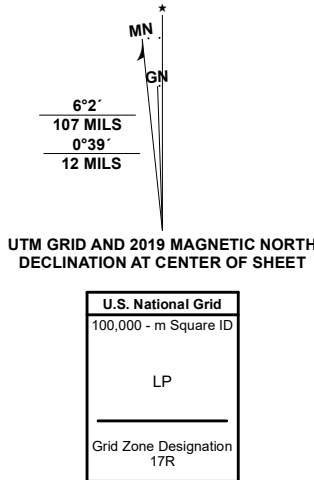 ★
MN
GN
6°2´
107 MILS
0°39´
12 MILS
UTM GRID AND 2019 MAGNETIC NORTH
DECLINATION AT CENTER OF SHEET
U.S. National Grid
100,000 - m Square ID
LP
Grid Zone Designation
17R